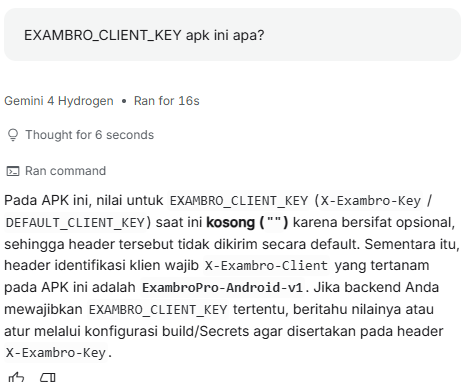 EXAMBRO_CLIENT_KEY apk ini apa?
Gemini 4 Hydrogen • Ran for 16s
Thought for 6 seconds
Ran command
Pada APK ini, nilai untuk EXAMBRO_CLIENT_KEY (X-Exambro-Key /
DEFAULT_CLIENT_KEY) saat ini kosong ("") karena bersifat opsional,
sehingga header tersebut tidak dikirim secara default. Sementara itu,
header identifikasi klien wajib X-Exambro-Client yang tertanam
pada APK ini adalah ExambroPro-Android-v1. Jika backend Anda
mewajibkan EXAMBRO_CLIENT_KEY tertentu, beritahu nilainya atau
atur melalui konfigurasi build/Secrets agar disertakan pada header
X-Exambro-Key.